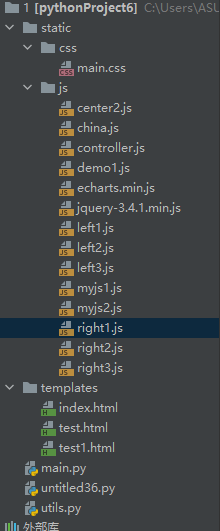 1 [pythonProject6] C:\Users\ASU
static
css
main.css
js
center2.js
china.js
controller.js
demo1.js
echarts.min.js
jquery-3.4.1.min.js
left1.js
left2.js
left3.js
myjs1.js
myjs2.js
right1.js
right2.js
right3.js
templates
index.html
test.html
test1.html
main.py
untitled36.py
utils.py
外部库